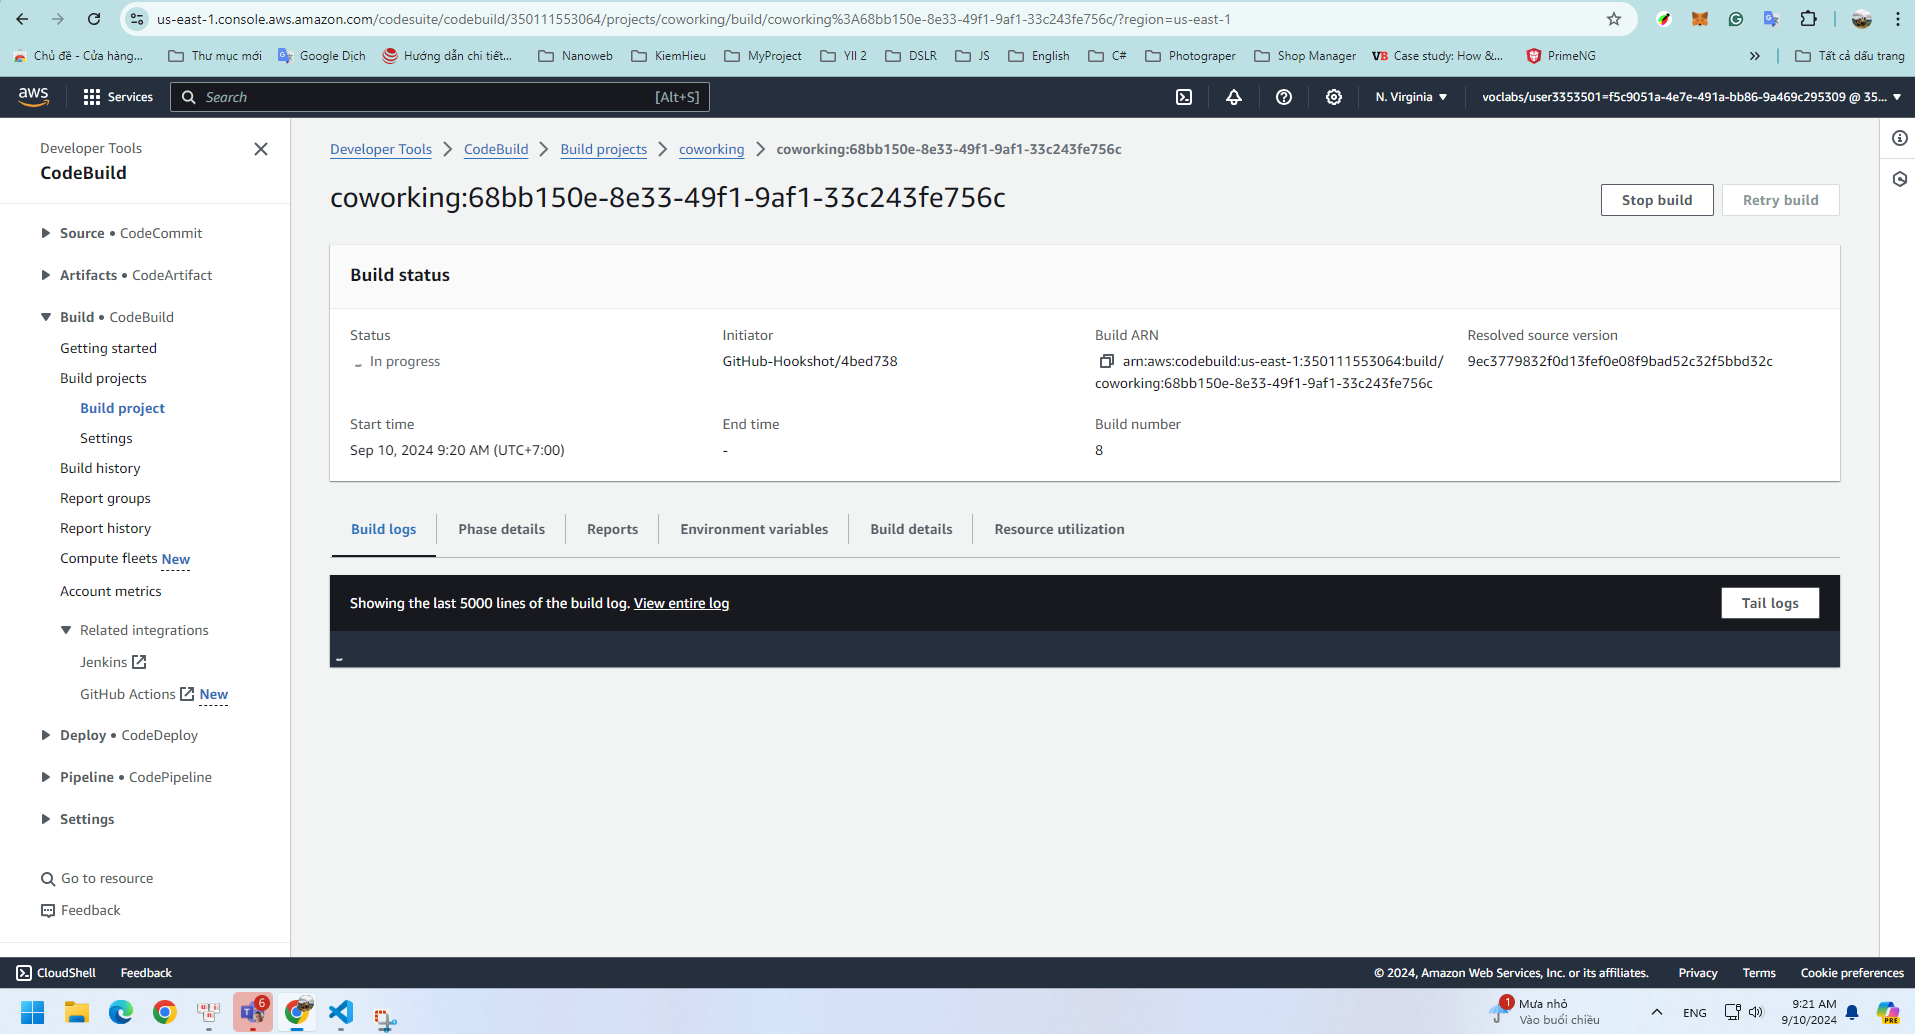 us-east-1.console.aws.amazon.com/codesuite/codebuild/350111553064/projects/coworking/build/coworking%3A68bb150e-8e33-49f1-9af1-33c243fe756c/?region=us-east-1
Chủ đề - Cửa hàng... Thư mục mới Google Dịch Hướng dẫn chi tiết... Nanoweb KiemHieu MyProject YII 2 DSLR JS English C# Photograper Shop Manager VB Case study: How &... PrimeNG » Tất cả dấu trang
aws Services Search [Alt+S] N. Virginia voclabs/user3353501=f5c9051a-4e7e-491a-bb86-9a469c295309 @ 35...
Developer Tools
CodeBuild
Source • CodeCommit
Artifacts • CodeArtifact
Build • CodeBuild
Getting started
Build projects
Build project
Settings
Build history
Report groups
Report history
Compute fleets New
Account metrics
Related integrations
Jenkins
GitHub Actions New
Deploy • CodeDeploy
Pipeline • CodePipeline
Settings
Go to resource
Feedback
Developer Tools CodeBuild Build projects coworking coworking:68bb150e-8e33-49f1-9af1-33c243fe756c
coworking:68bb150e-8e33-49f1-9af1-33c243fe756c
Stop build Retry build
Build status
Status
In progress
Initiator
GitHub-Hookshot/4bed738
Build ARN
arn:aws:codebuild:us-east-1:350111553064:build/
coworking:68bb150e-8e33-49f1-9af1-33c243fe756c
Resolved source version
9ec3779832f0d13fef0e08f9bad52c32f5bbd32c
Start time
Sep 10, 2024 9:20 AM (UTC+7:00)
End time
-
Build number
8
Build logs Phase details Reports Environment variables Build details Resource utilization
Showing the last 5000 lines of the build log. View entire log
Tail logs
CloudShell Feedback © 2024, Amazon Web Services, Inc. or its affiliates. Privacy Terms Cookie preferences
6
1
Mưa nhỏ
Vào buổi chiều
ENG
9:21 AM
9/10/2024
PRE